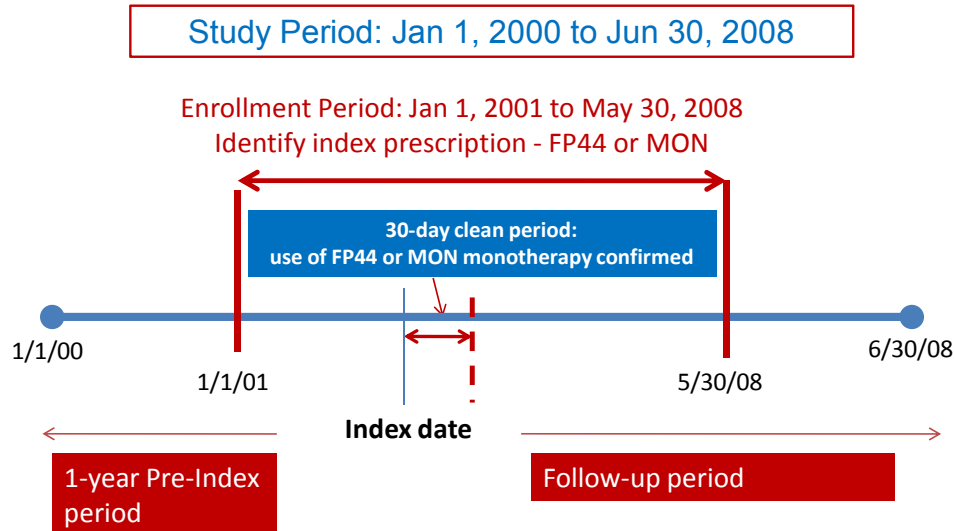 Study Period: Jan 1, 2000 to Jun 30, 2008
Enrollment Period: Jan 1, 2001 to May 30, 2008
Identify index prescription - FP44 or MON
30-day clean period:
use of FP44 or MON monotherapy confirmed
1/1/00
6/30/08
1/1/01
5/30/08
Index date
1-year Pre-Index
period
Follow-up period